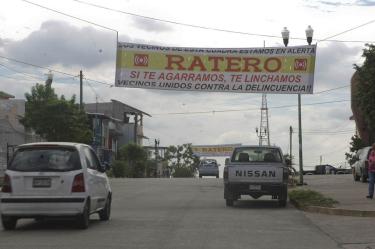 LOS VECINOS DE ESTA CUADRA ESTAMOS EN ALERTA
RATERO
SI TE AGARRAMOS, TE LINCHAMOS
VECINOS UNIDOS CONTRA LA DELINCUENCIA!!
RATERO
NISSAN